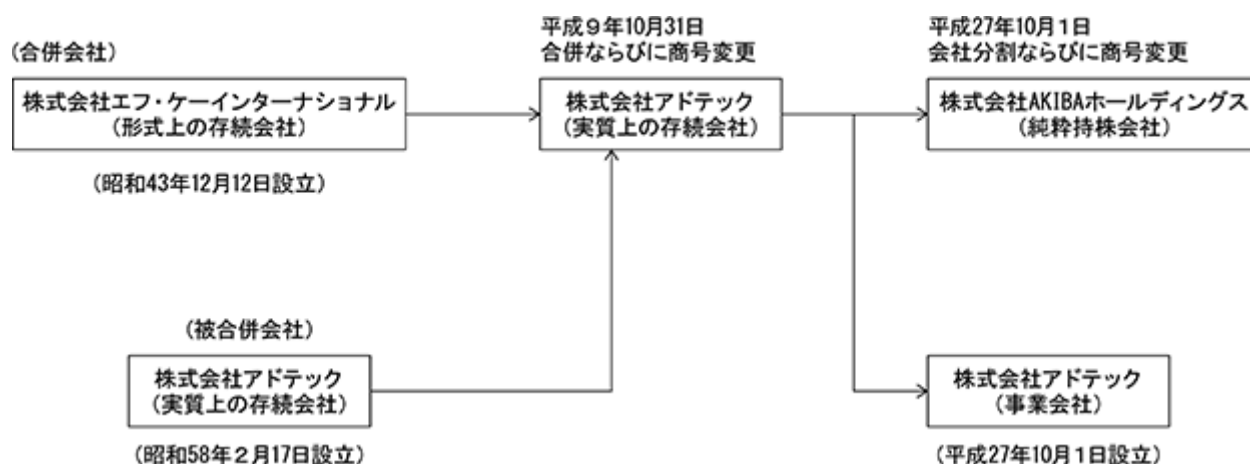 (合併会社)
株式会社エフ・ケーインターナショナル
(形式上の存続会社)
(昭和43年12月12日設立)
平成9年10月31日
合併ならびに商号変更
株式会社アドテック
(実質上の存続会社)
平成27年10月1日
会社分割ならびに商号変更
株式会社AKIBAホールディングス
(純粋持株会社)
(被合併会社)
株式会社アドテック
(実質上の存続会社)
(昭和58年2月17日設立)
株式会社アドテック
(事業会社)
(平成27年10月1日設立)